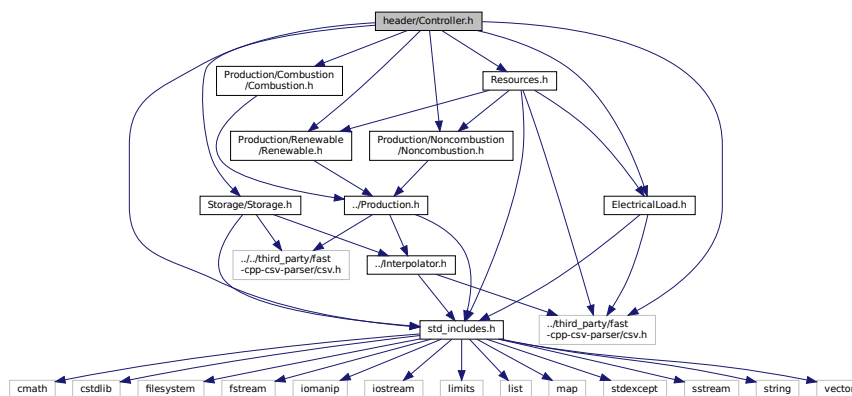 header/Controller.h
Production/Combustion
/Combustion.h
Resources.h
Production/Renewable
/Renewable.h
Production/Noncombustion
/Noncombustion.h
Storage/Storage.h
../Production.h
ElectricalLoad.h
../../third_party/fast
-cpp-csv-parser/csv.h
../Interpolator.h
std_includes.h
../third_party/fast
-cpp-csv-parser/csv.h
cmath
cstdlib
filesystem
fstream
iomanip
iostream
limits
list
map
stdexcept
sstream
string
vector